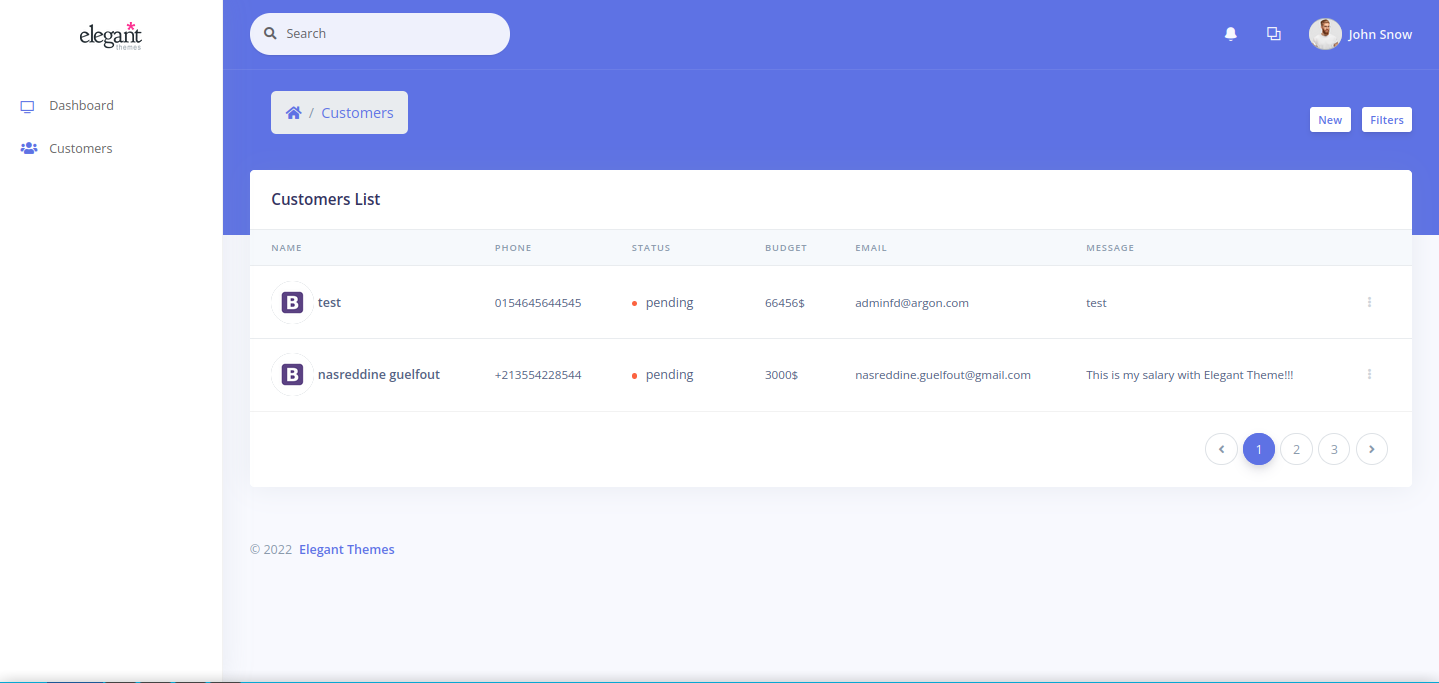 elegant
themes
Search
John Snow
Dashboard
Customers
/ Customers
New
Filters
Customers List
NAME PHONE STATUS BUDGET EMAIL MESSAGE
B test 0154645644545 pending 66456$ adminfd@argon.com test
B nasreddine guelfout +213554228544 pending 3000$ nasreddine.guelfout@gmail.com This is my salary with Elegant Theme!!!
1 2 3
© 2022 Elegant Themes